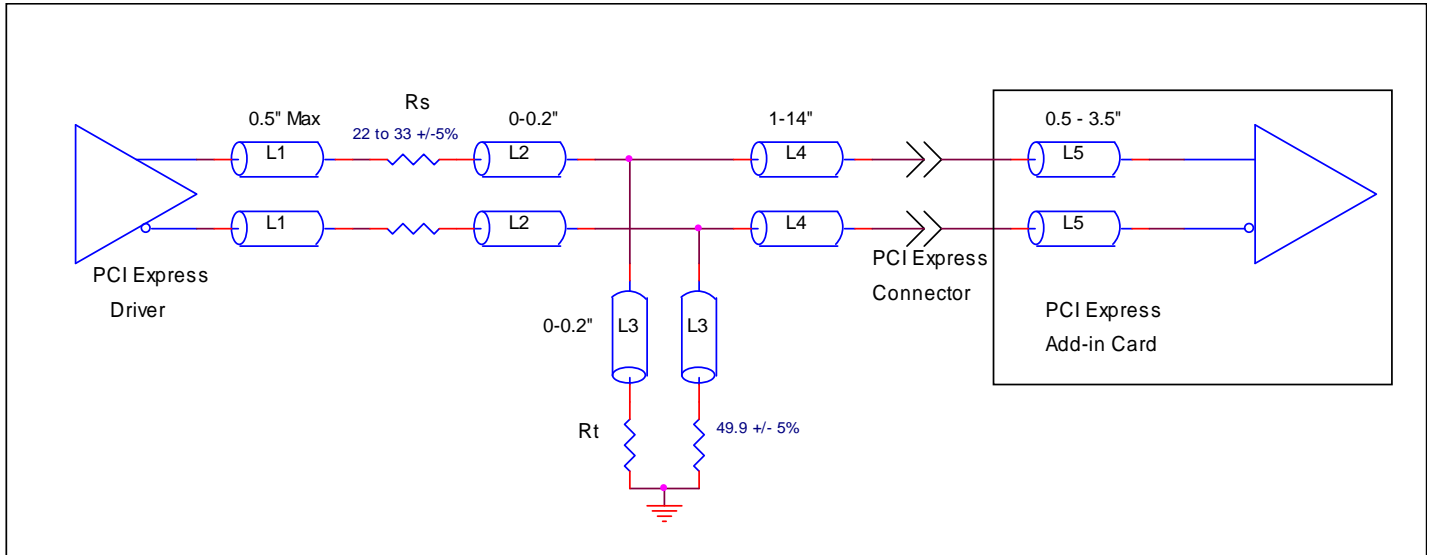 0.5" Max
Rs
22 to 33 +/-5%
0-0.2"
1-14"
0.5 - 3.5"
L1
L2
L4
L5
L1
L2
L4
L5
PCI Express
Driver
PCI Express
Connector
0-0.2"
L3
L3
PCI Express
Add-in Card
Rt
49.9 +/- 5%